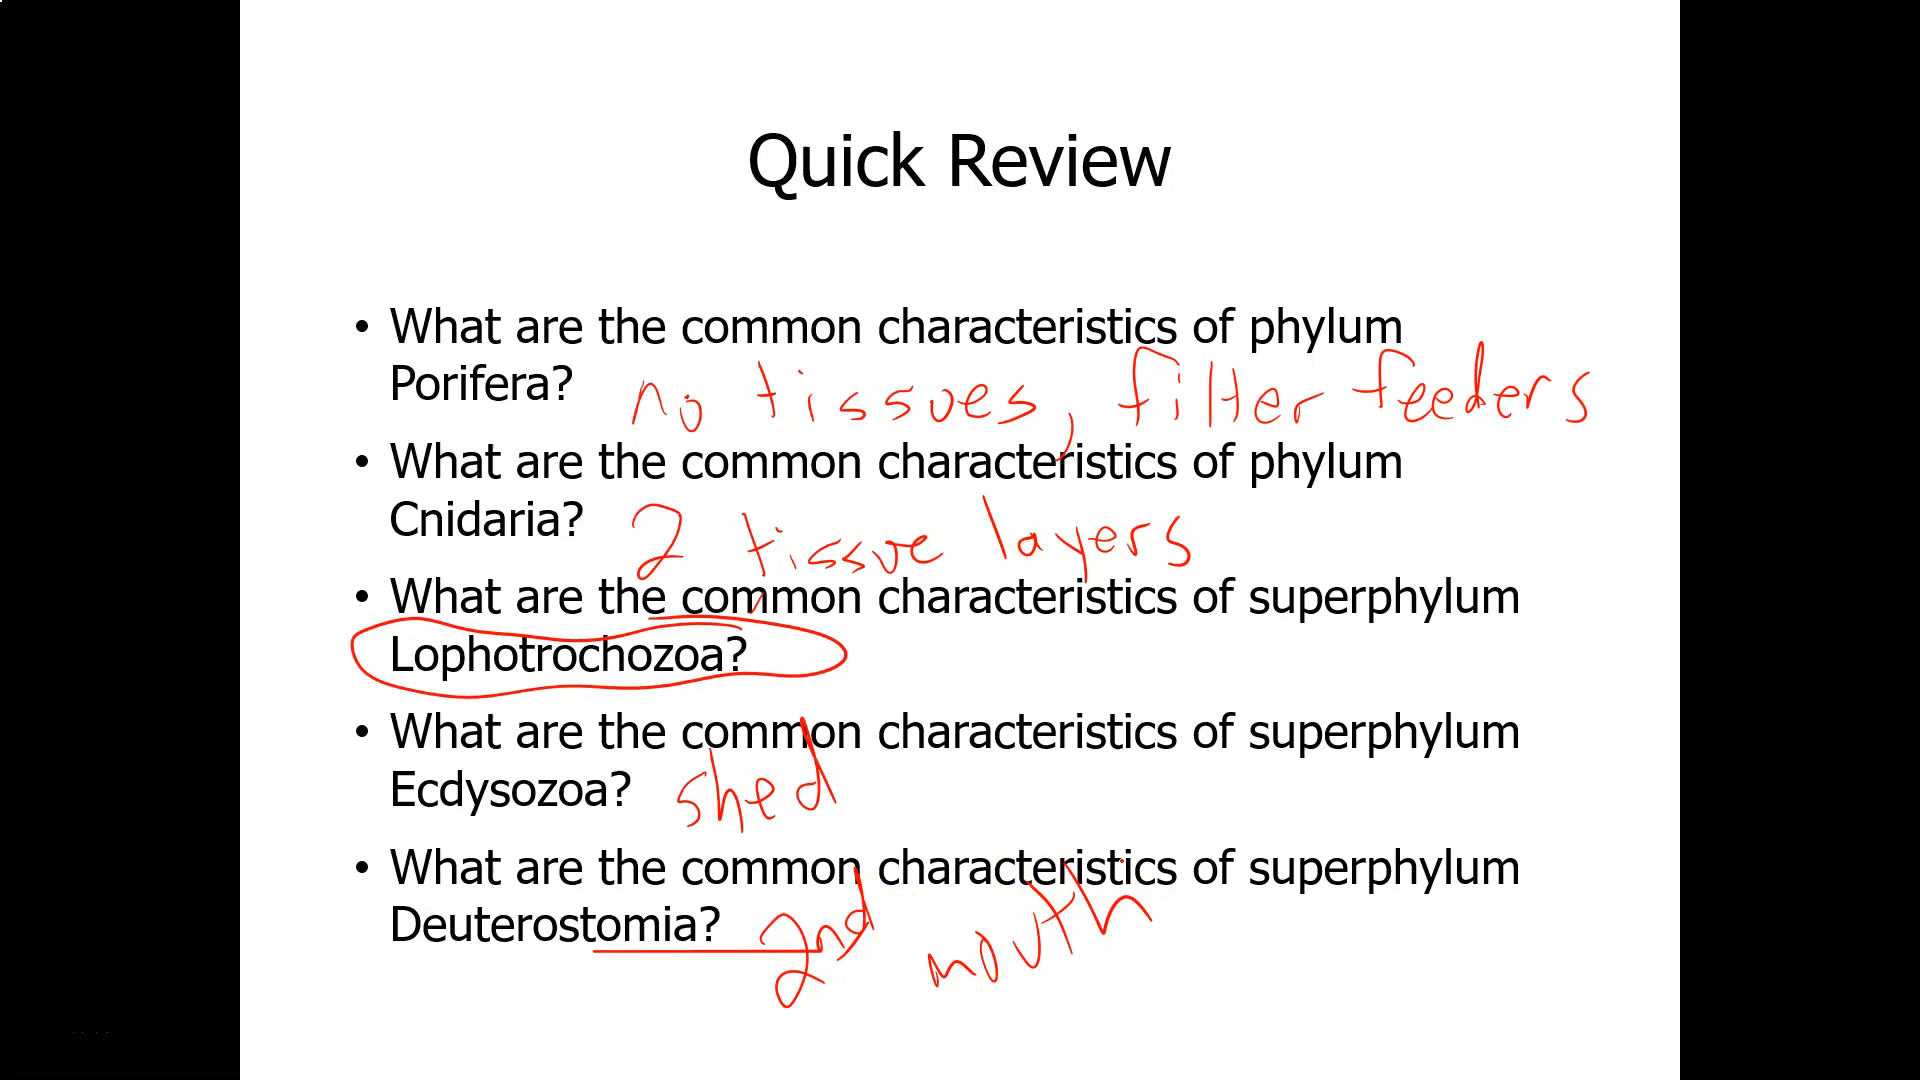 Quick Review
• What are the common characteristics of phylum
Porifera? no tissues, filter feeders
• What are the common characteristics of phylum
Cnidaria? 2 tissue layers
• What are the common characteristics of superphylum
Lophotrochozoa?
• What are the common characteristics of superphylum
Ecdysozoa? shed
• What are the common characteristics of superphylum
Deuterostomia? 2nd mouth